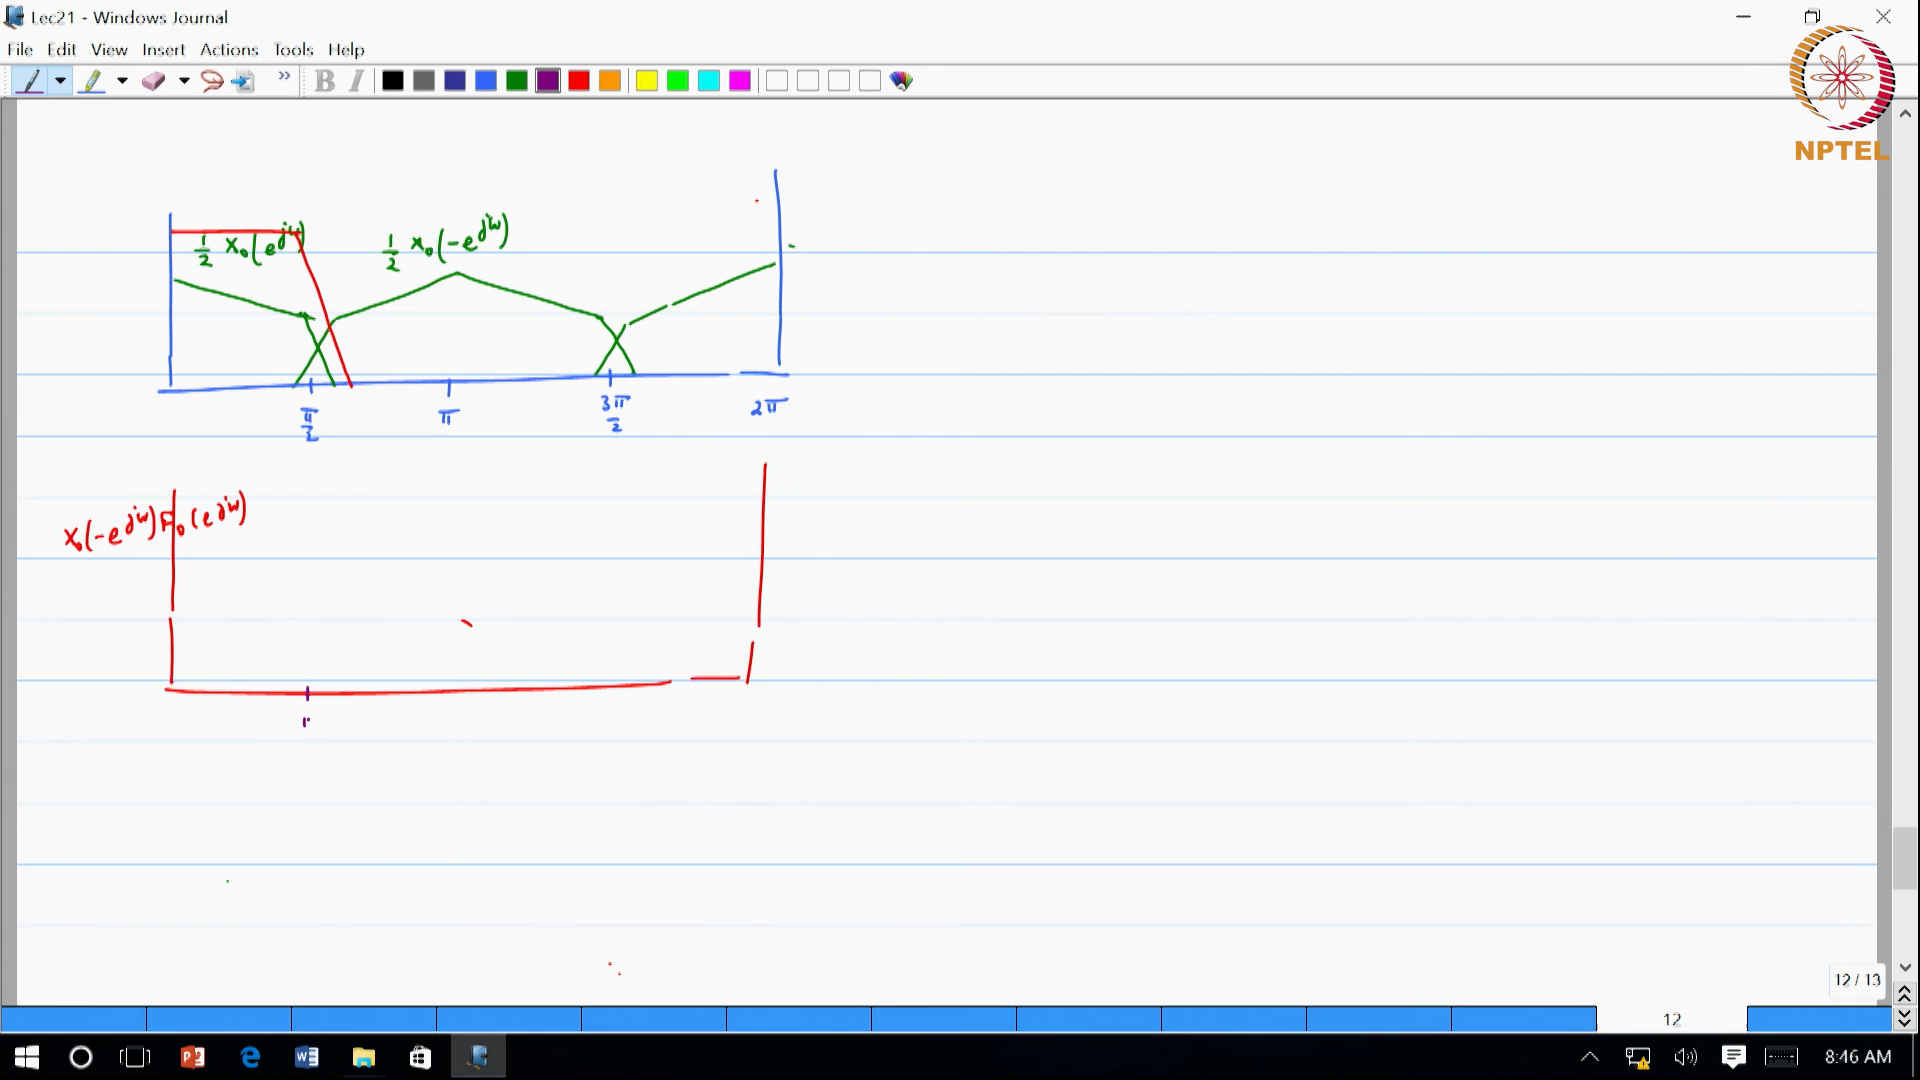 Lec21 - Windows Journal
File Edit View Insert Actions Tools Help
B I
NPTEL
1/2 X₀(e^{jω}) 1/2 X₀(-e^{jω})
π/2 π 3π/2 2π
X₀(-e^{jω})F₀(e^{jω})
12 / 13
12
8:46 AM